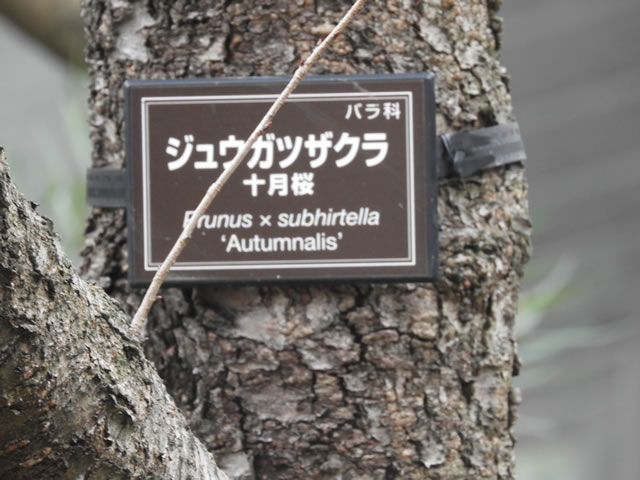 バラ科
ジュウガツザクラ
十月桜
Prunus × subhirtella
‘Autumnalis’